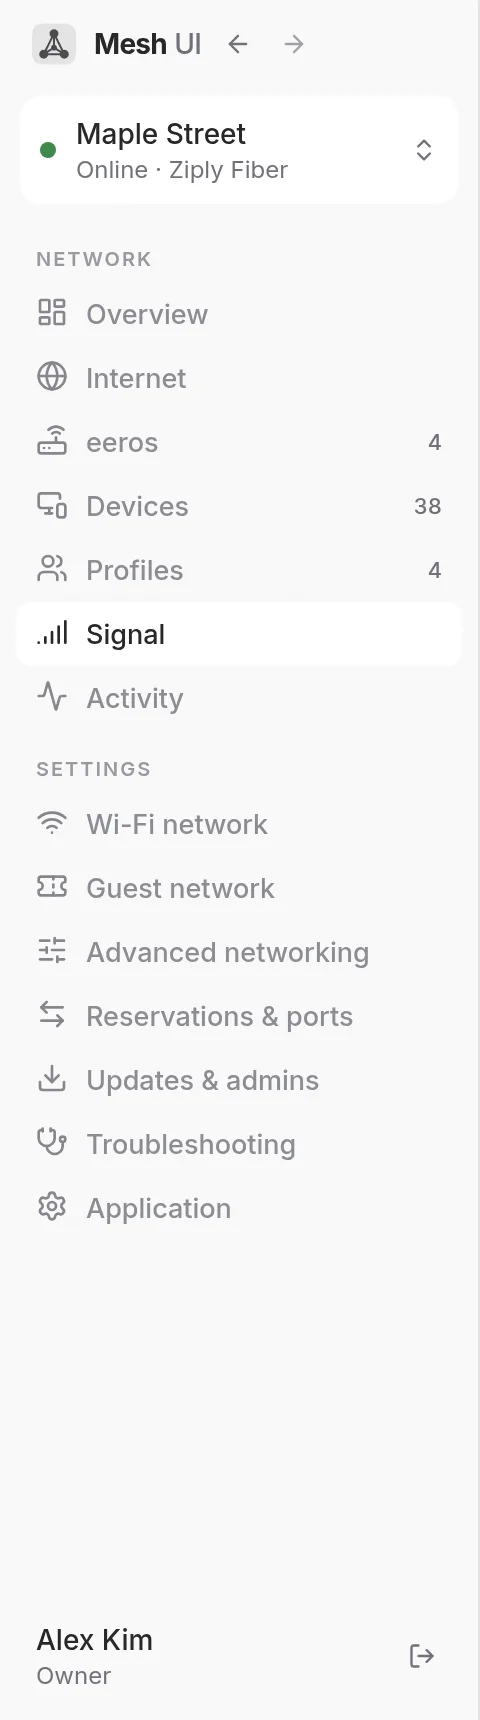 Mesh UI
Maple Street
Online · Ziply Fiber
NETWORK
Overview
Internet
eeros 4
Devices 38
Profiles 4
Signal
Activity
SETTINGS
Wi-Fi network
Guest network
Advanced networking
Reservations & ports
Updates & admins
Troubleshooting
Application
Alex Kim
Owner